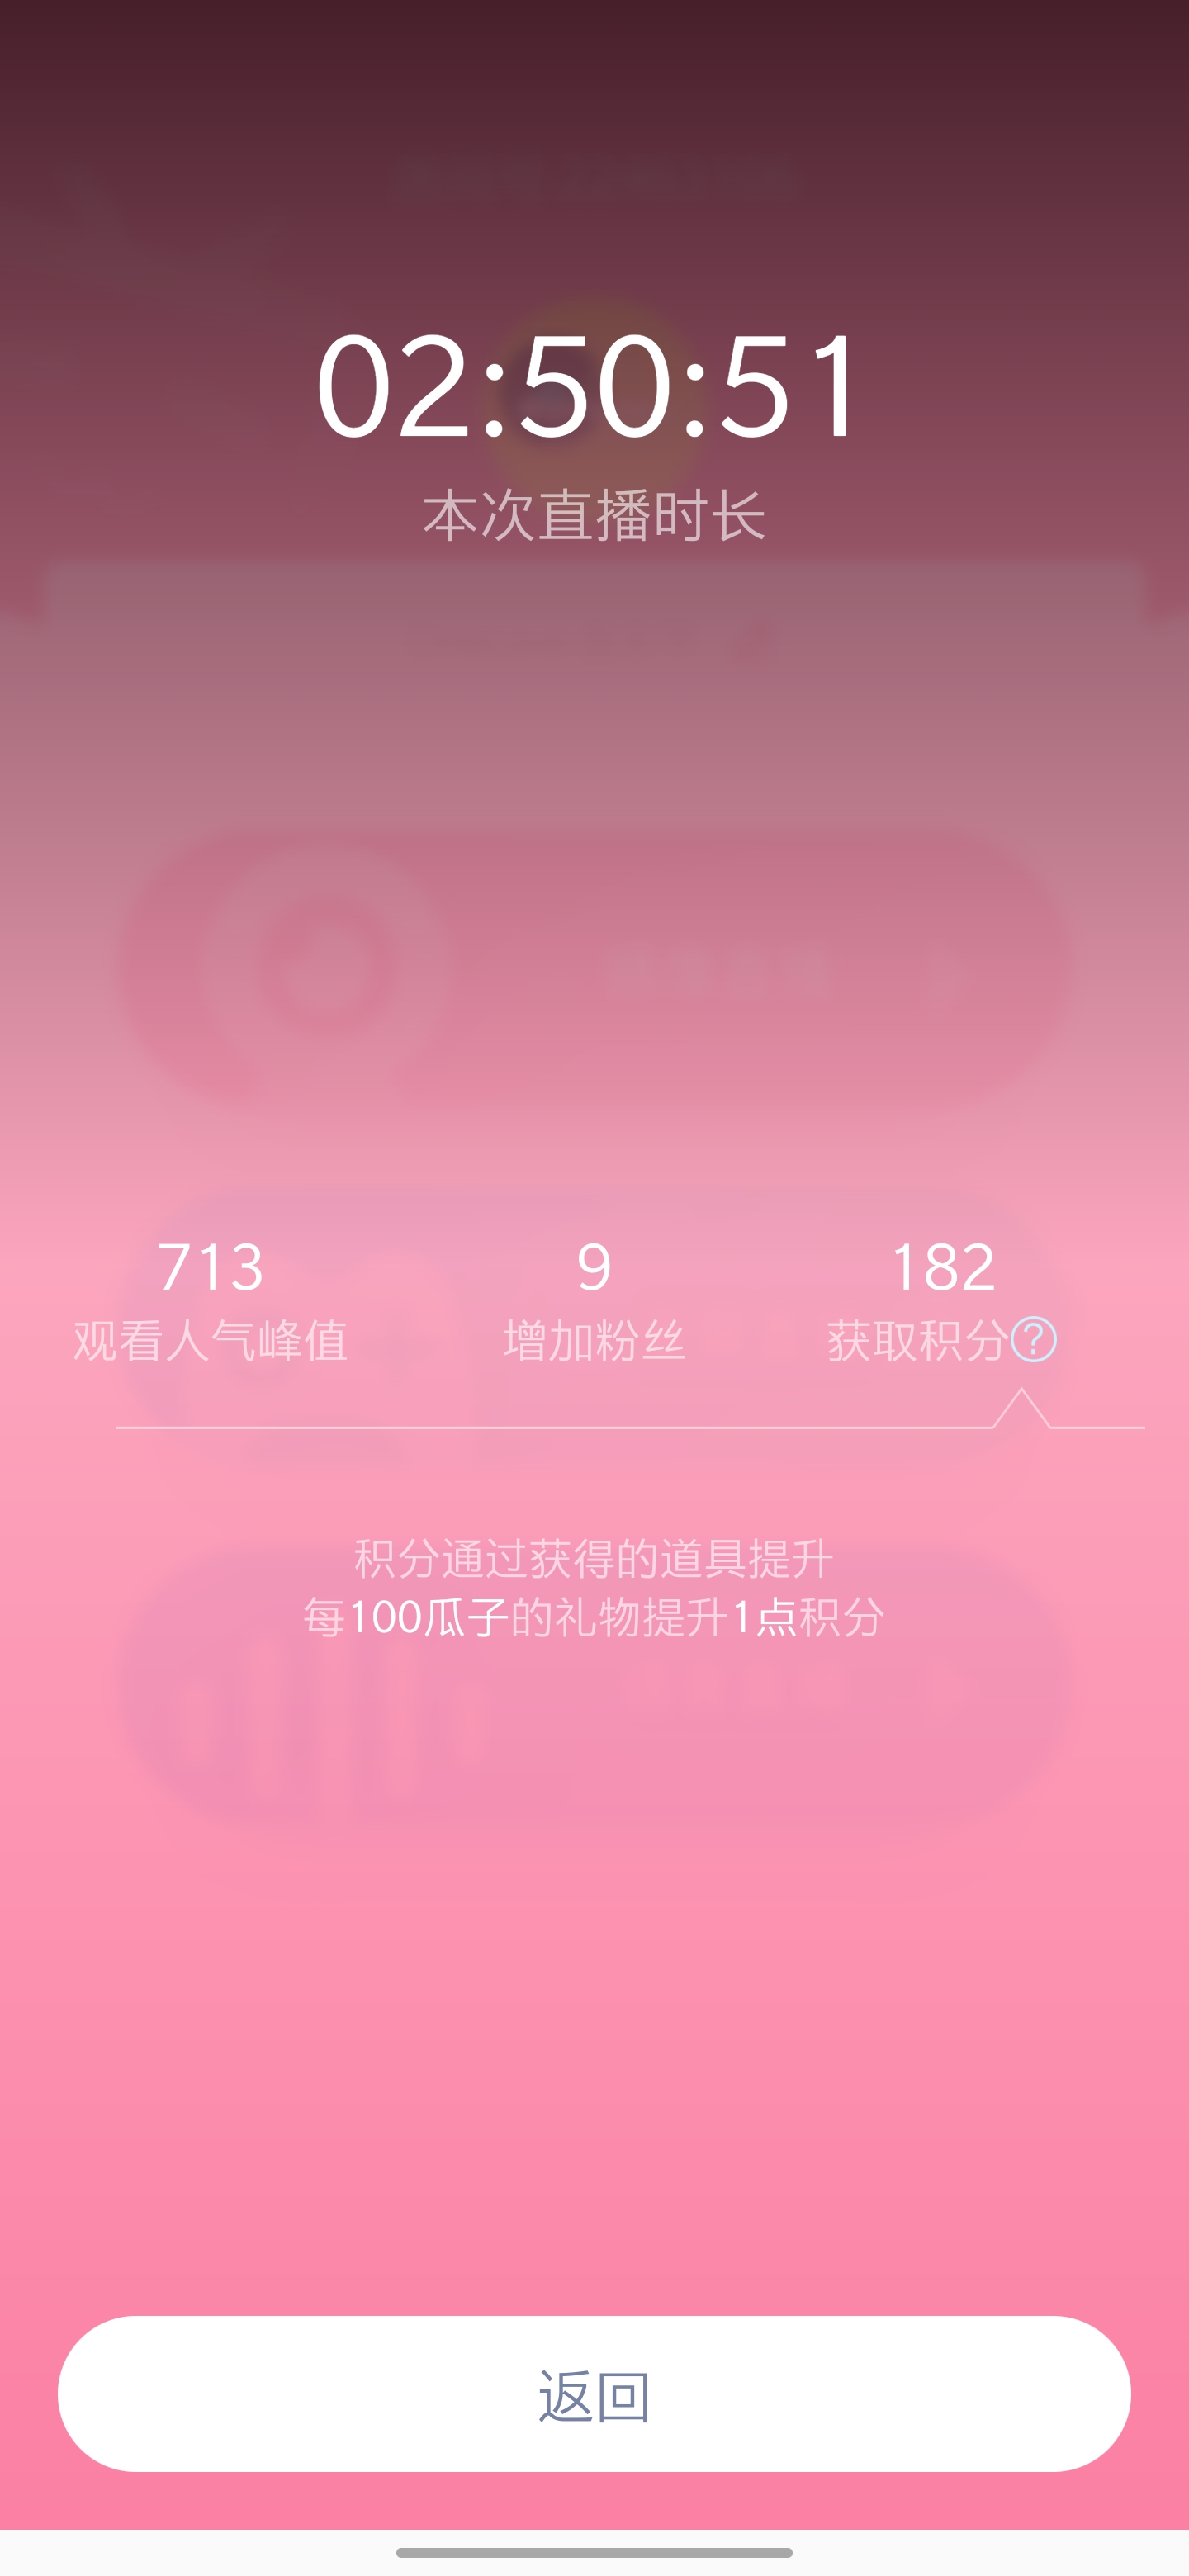 02:50:51
本次直播时长
713
观看人气峰值
9
增加粉丝
182
获取积分?
积分通过获得的道具提升
每100瓜子的礼物提升1点积分
返回